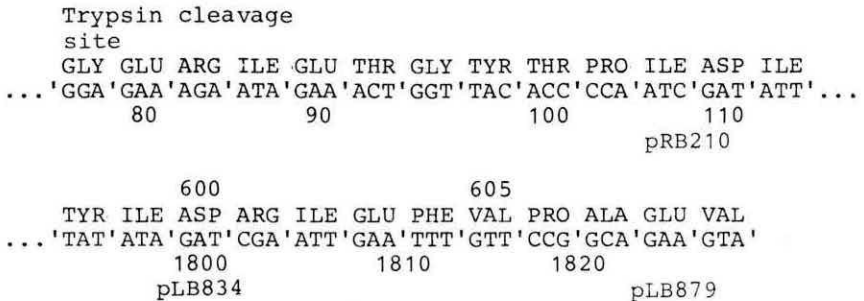 Trypsin cleavage
site
GLY GLU ARG ILE GLU THR GLY TYR THR PRO ILE ASP ILE
...'GGA'GAA'AGA'ATA'GAA'ACT'GGT'TAC'ACC'CCA'ATC'GAT'ATT'...
80 90 100 110
pRB210
600 605
TYR ILE ASP ARG ILE GLU PHE VAL PRO ALA GLU VAL
...'TAT'ATA'GAT'CGA'ATT'GAA'TTT'GTT'CCG'GCA'GAA'GTA'
1800 1810 1820
pLB834 pLB879